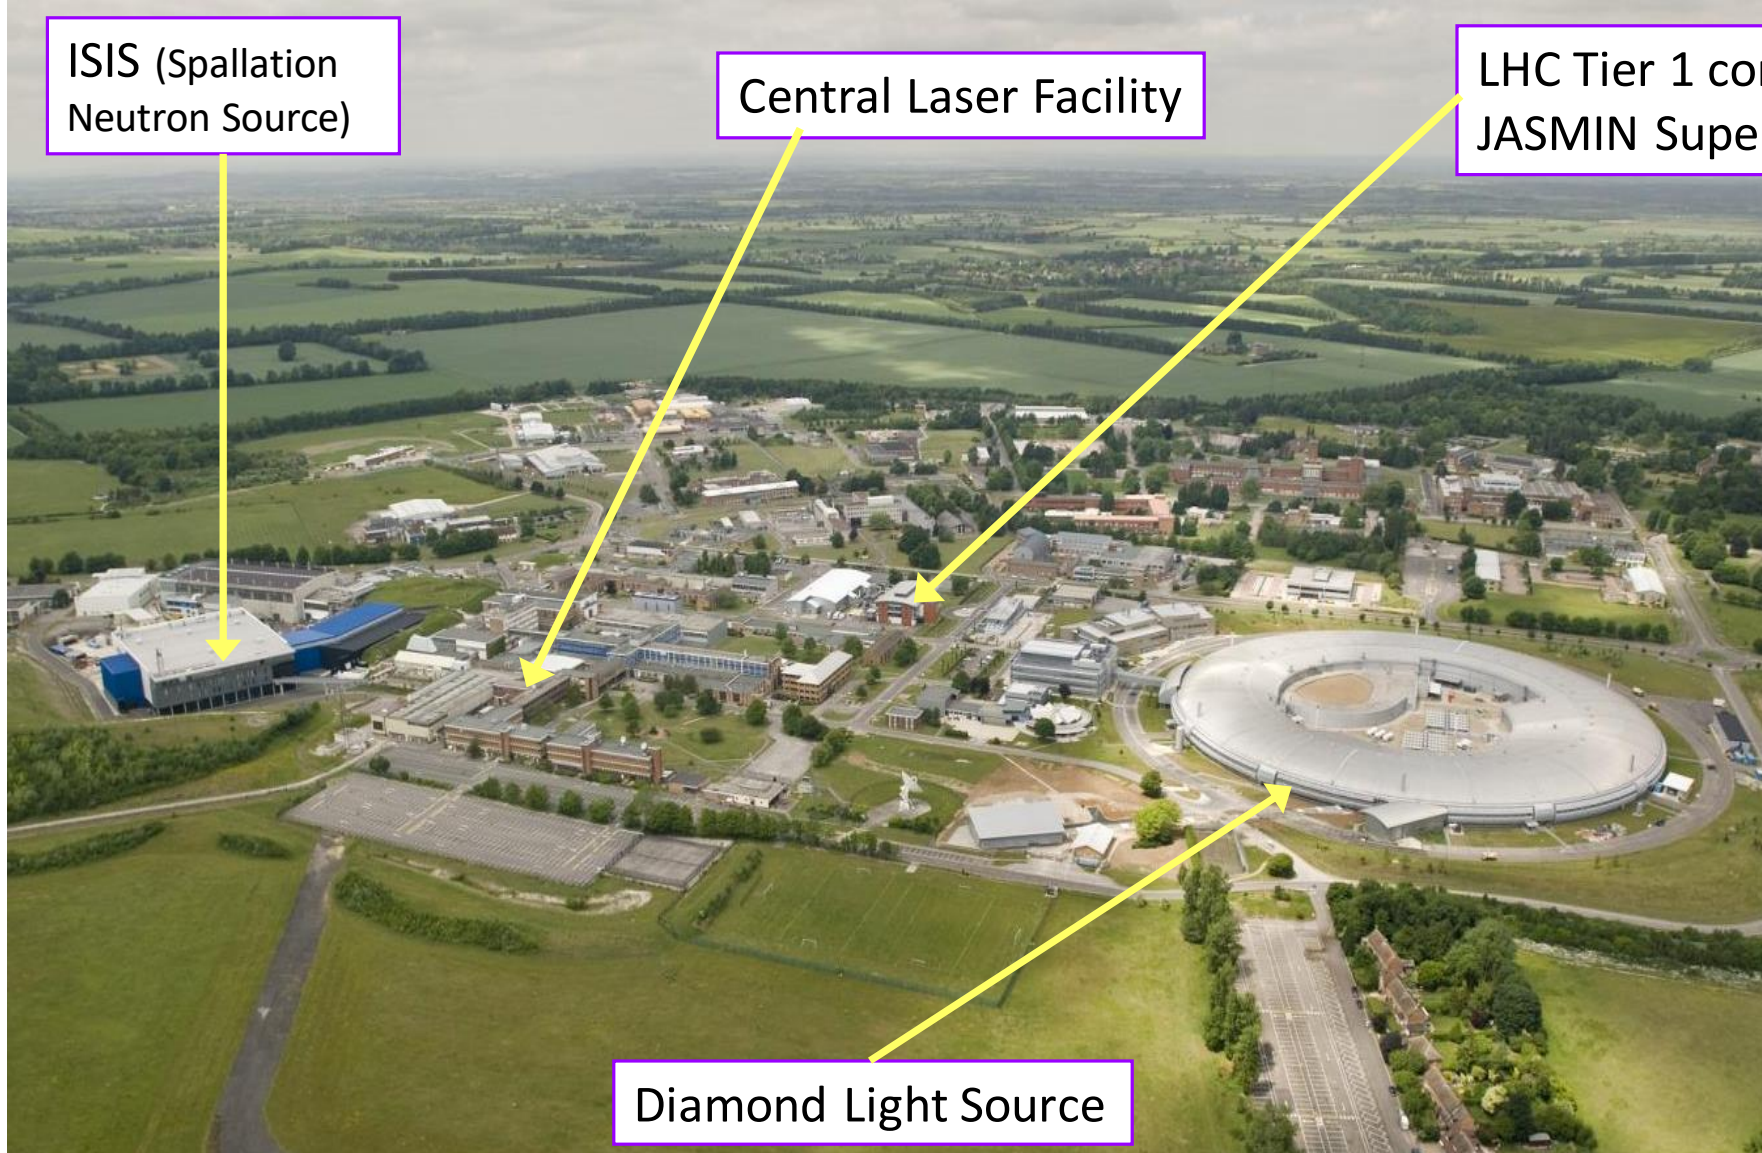 ISIS (Spallation
Neutron Source)
Central Laser Facility
LHC Tier 1
JASMIN
Diamond Light Source